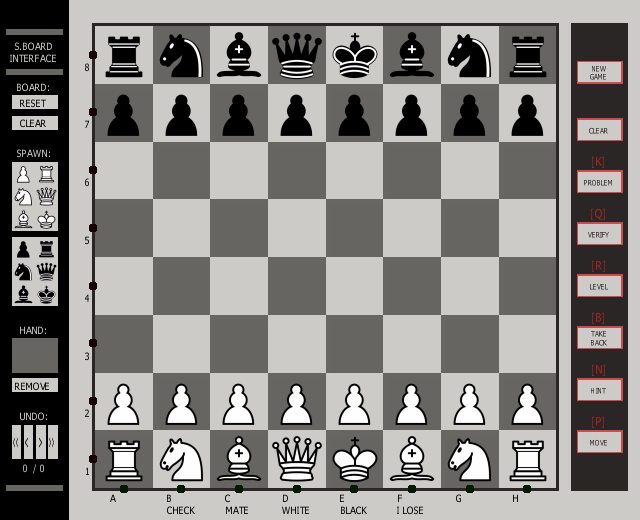 S.BOARD
INTERFACE
BOARD:
RESET
CLEAR
SPAWN:
HAND:
REMOVE
UNDO:
0 / 0
8
7
6
5
4
3
2
1
A B C D E F G H
CHECK MATE WHITE BLACK I LOSE
NEW
GAME
CLEAR
[K]
PROBLEM
[Q]
VERIFY
[R]
LEVEL
[B]
TAKE
BACK
[N]
HINT
[P]
MOVE